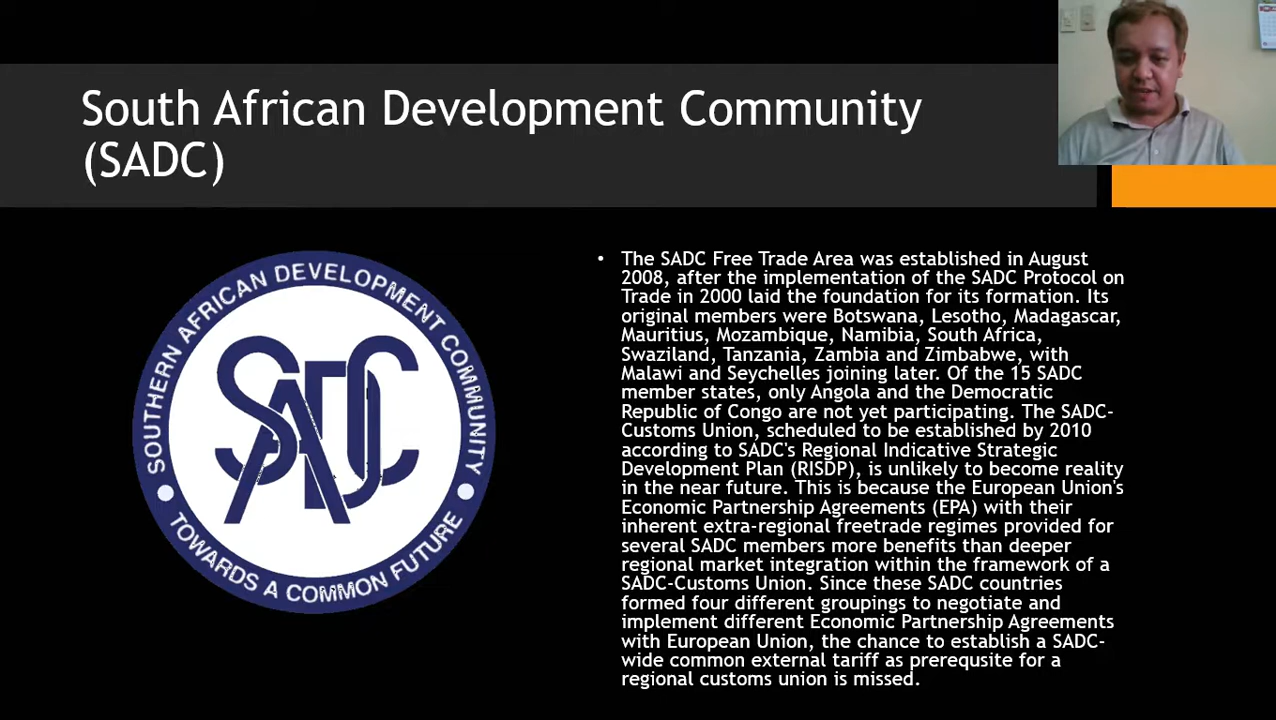 South African Development Community
(SADC)
SOUTHERN AFRICAN DEVELOPMENT COMMUNITY
SADC
TOWARDS A COMMON FUTURE
• The SADC Free Trade Area was established in August
2008, after the implementation of the SADC Protocol on
Trade in 2000 laid the foundation for its formation. Its
original members were Botswana, Lesotho, Madagascar,
Mauritius, Mozambique, Namibia, South Africa,
Swaziland, Tanzania, Zambia and Zimbabwe, with
Malawi and Seychelles joining later. Of the 15 SADC
member states, only Angola and the Democratic
Republic of Congo are not yet participating. The SADC-
Customs Union, scheduled to be established by 2010
according to SADC's Regional Indicative Strategic
Development Plan (RISDP), is unlikely to become reality
in the near future. This is because the European Union's
Economic Partnership Agreements (EPA) with their
inherent extra-regional freetrade regimes provided for
several SADC members more benefits than deeper
regional market integration within the framework of a
SADC-Customs Union. Since these SADC countries
formed four different groupings to negotiate and
implement different Economic Partnership Agreements
with European Union, the chance to establish a SADC-
wide common external tariff as prerequsite for a
regional customs union is missed.